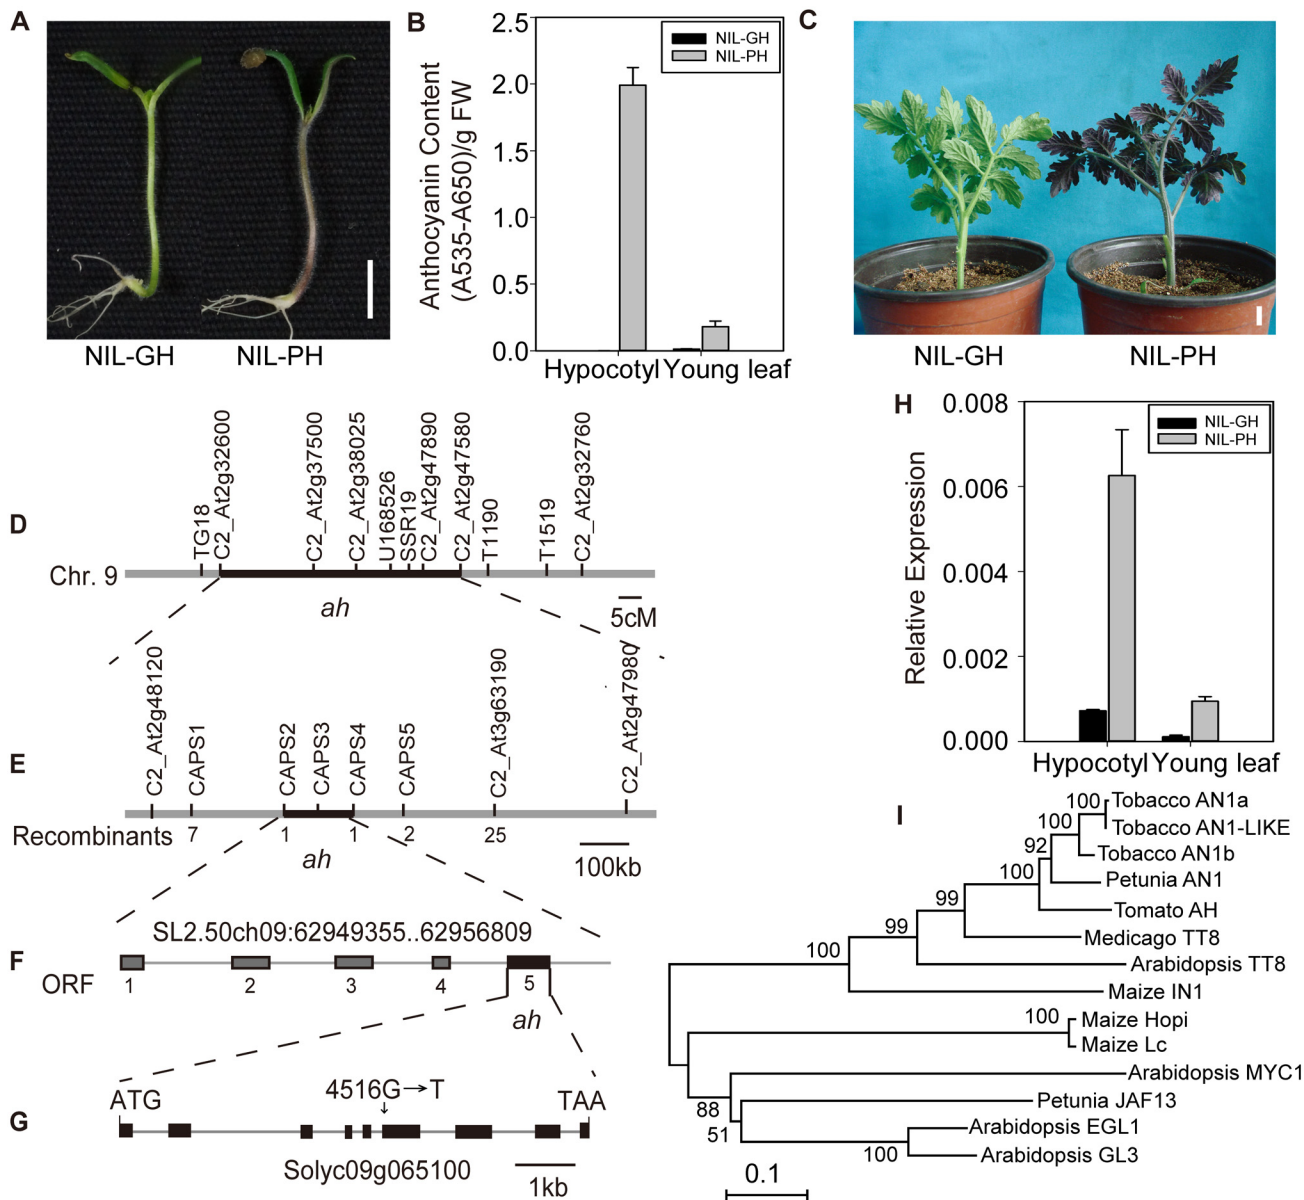 A
NIL-GH
NIL-PH
B
Anthocyanin Content
(A535-A650)/g FW
2.5
2.0
1.5
1.0
0.5
0.0
NIL-GH
NIL-PH
Hypocotyl
Young leaf
C
NIL-GH
NIL-PH
D
Chr. 9
TG18
C2_At2g32600
C2_At2g37500
C2_At2g38025
U168526
SSR19
C2_At2g47890
C2_At2g47580
T1190
T1519
C2_At2g32760
ah
5cM
E
C2_At2g48120
CAPS1
CAPS2
CAPS3
CAPS4
CAPS5
C2_At3g63190
C2_At2g47980
Recombinants 7 1 1 2 25
ah
100kb
F
SL2.50ch09:62949355..62956809
ORF 1 2 3 4 5
ah
G
ATG
4516G→T
TAA
Solyc09g065100
1kb
H
Relative Expression
0.008
0.006
0.004
0.002
0.000
NIL-GH
NIL-PH
Hypocotyl
Young leaf
I
100 Tobacco AN1a
100 Tobacco AN1-LIKE
92 Tobacco AN1b
100 Petunia AN1
99 Tomato AH
99 Medicago TT8
100 Arabidopsis TT8
Maize IN1
100 Maize Hopi
Maize Lc
Arabidopsis MYC1
88 Petunia JAF13
51 Arabidopsis EGL1
100 Arabidopsis GL3
0.1